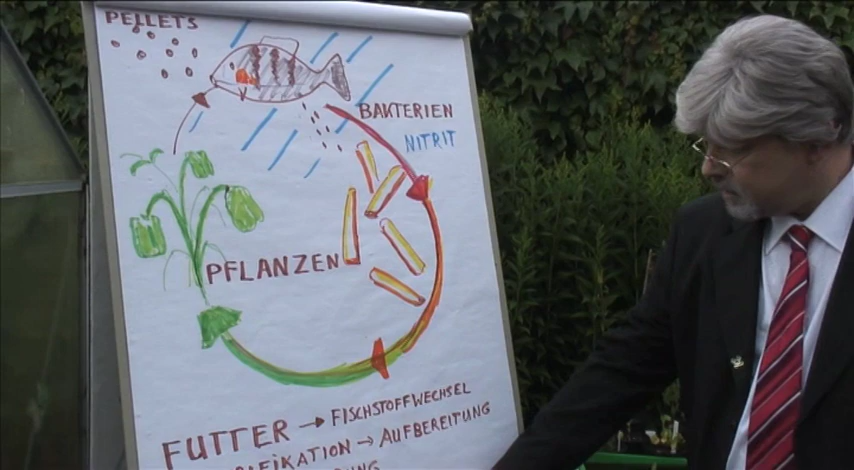 PELLETS
BAKTERIEN
NITRIT
PFLANZEN
FUTTER → FISCHSTOFFWECHSEL
→ AUFBEREITUNG